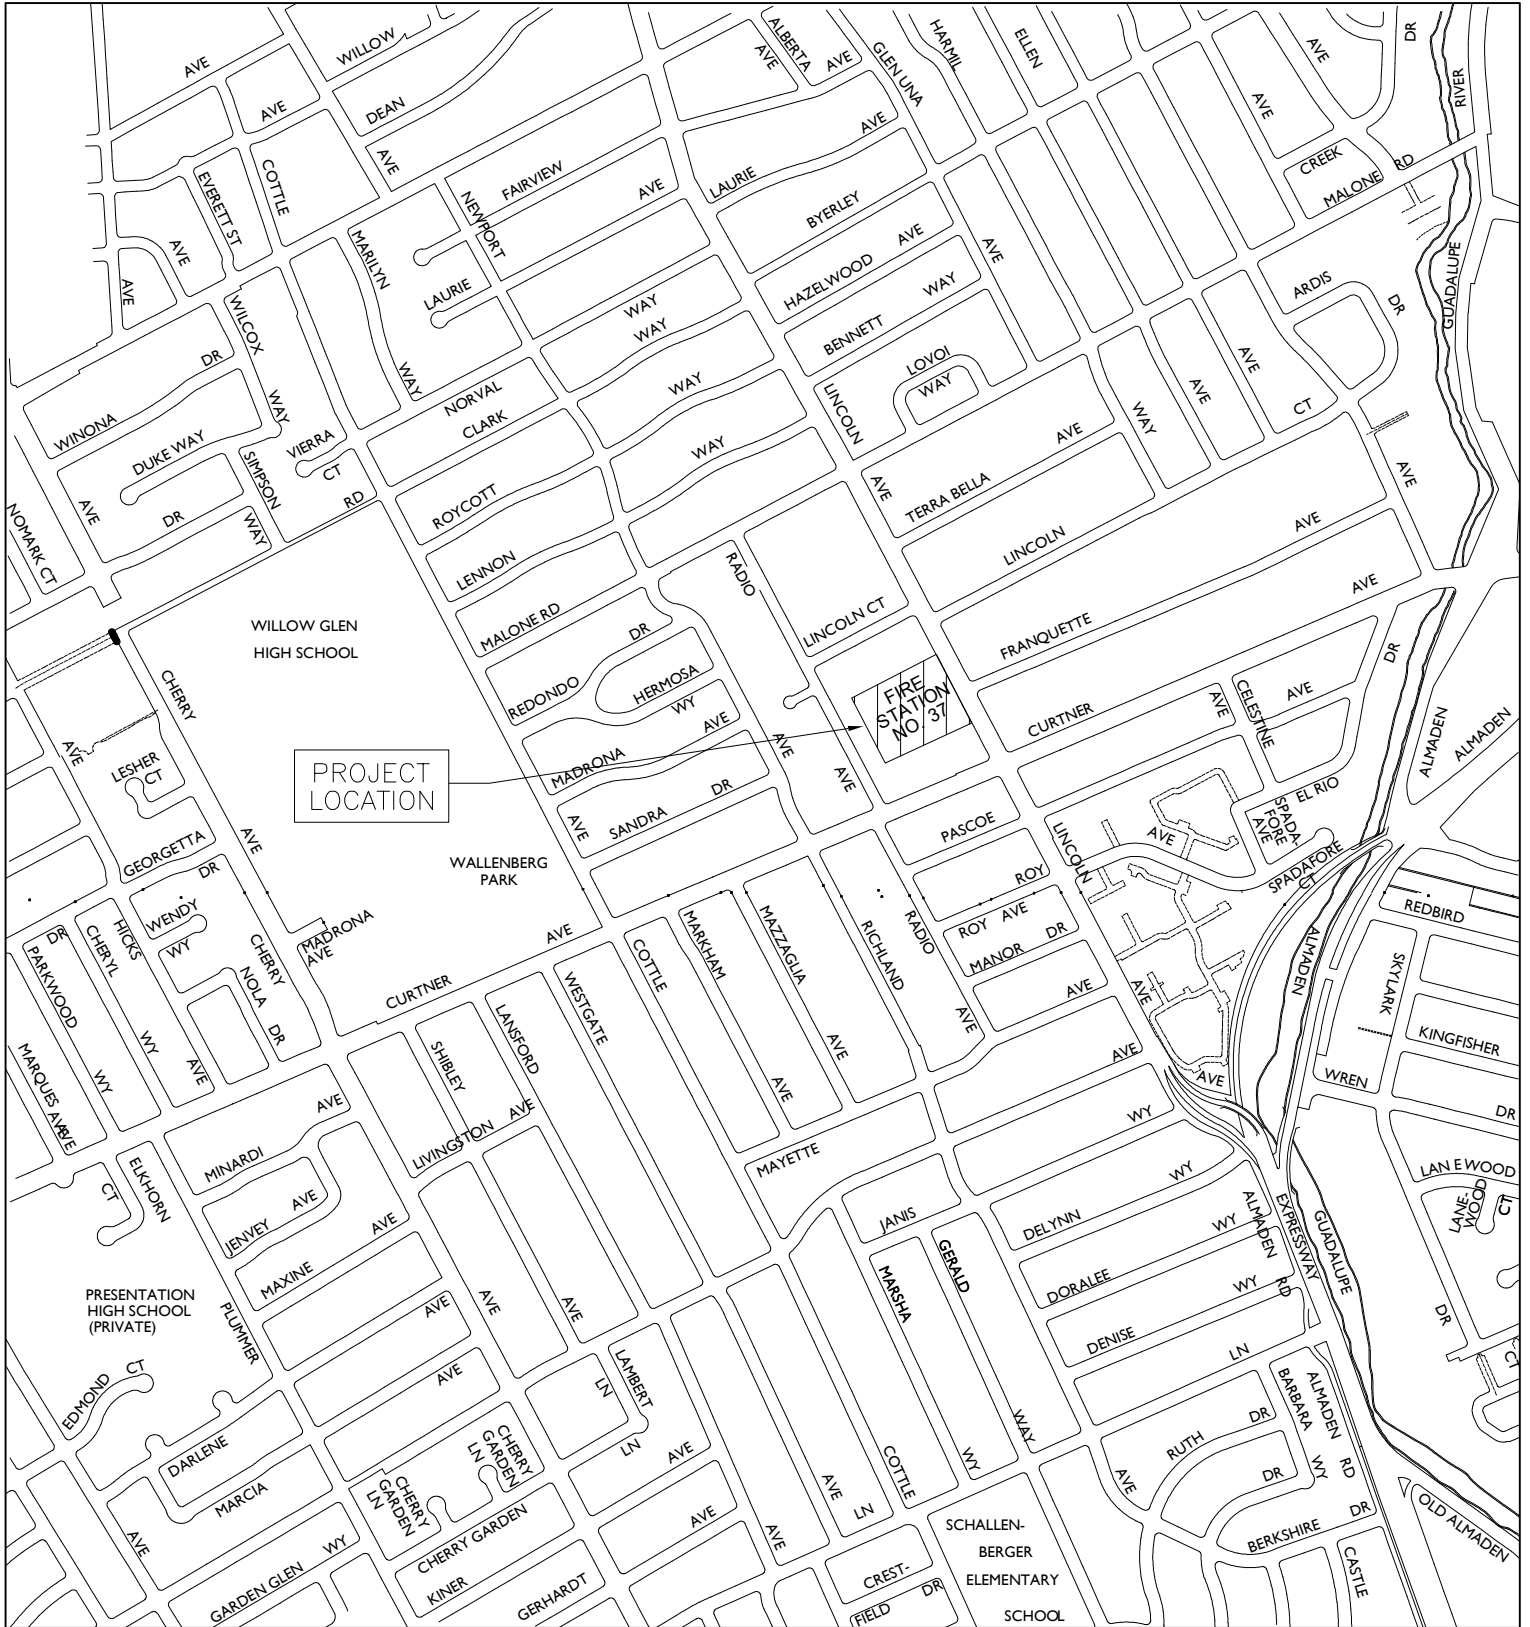 WILLOW
AVE
DEAN
AVE
ALBERTA
AVE
AVE
GLEN UNA
HARMIL
ELLEN
AVE
DR
RIVER
AVE
CREEK
MALONE RD
COTTLE
EVERETT ST
AVE
FAIRVIEW
AVE
NEWPORT
LAURIE
AVE
BYERLEY
AVE
HAZELWOOD
AVE
MARILYN
LAURIE
WAY
WAY
BENNETT
WAY
ARDIS
DR
GUADALUPE
AVE
AVE
WILCOX
DR
WAY
WAY
NORVAL
CLARK
WAY
LOVOI
WAY
LINCOLN
AVE
AVE
WAY
CT
WINONA
DUKE WAY
VIERRA
CT
SIMPSON
RD
WAY
DR
AVE
NOMARK CT
ROYCOTT
WAY
AVE
TERRA BELLA
AVE
AVE
LENNON
MALONE RD
RADIO
LINCOLN CT
LINCOLN
AVE
FRANQUETTE
AVE
WILLOW GLEN
HIGH SCHOOL
CHERRY
REDONDO
DR
HERMOSA
WY
FIRE
STATION
NO. 37
CURTNER
AVE
CELESTINE
AVE
DR
ALMADEN
ALMADEN
AVE
LESHER
CT
PROJECT
LOCATION
MADRONA
AVE
AVE
AVE
SANDRA
DR
AVE
PASCOE
LINCOLN
AVE
SPADA-
FORE
AVE
EL RIO
SPADAFORE
CT
GEORGETTA
AVE
DR
WALLENBERG
PARK
ROY
ROY AVE
MANOR DR
WENDY
WY
HICKS
CHERYL
DR
PARKWOOD
CHERRY
NOLA
DR
MADRONA
AVE
CURTNER
AVE
COTTLE
MARKHAM
MAZZAGLIA
RICHLAND
RADIO
AVE
AVE
AVE
ALMADEN
REDBIRD
SKYLARK
KINGFISHER
WREN
DR
MARQUES AVE
AVE
WY
WY
AVE
SHIBLEY
LANSFORD
WESTGATE
AVE
AVE
AVE
AVE
AVE
MINARDI
LIVINGSTON
AVE
MAYETTE
WY
ELKHORN
CT
JENVEY
AVE
AVE
MAXINE
JANIS
DELYNN
WY
ALMADEN
RD
EXPRESSWAY
GUADALUPE
LANEWOOD
LANE-
WOOD
CT
PRESENTATION
HIGH SCHOOL
(PRIVATE)
PLUMMER
AVE
AVE
AVE
MARSHA
GERALD
DORALEE
WY
DENISE
WY
DR
CT
EDMOND CT
AVE
LN
LAMBERT
LN
LN
BARBARA
WY
ALMADEN
RD
DARLENE
MARCIA
AVE
CHERRY
GARDEN
LN
CHERRY
GARDEN
LN
AVE
COTTLE
WY
WAY
AVE
RUTH
DR
DR
GARDEN GLEN
WY
CHERRY GARDEN
KINER
GERHARDT
AVE
AVE
AVE
LN
CREST-
FIELD
DR
SCHALLEN-
BERGER
ELEMENTARY
SCHOOL
BERKSHIRE
DR
CASTLE
OLD ALMADEN